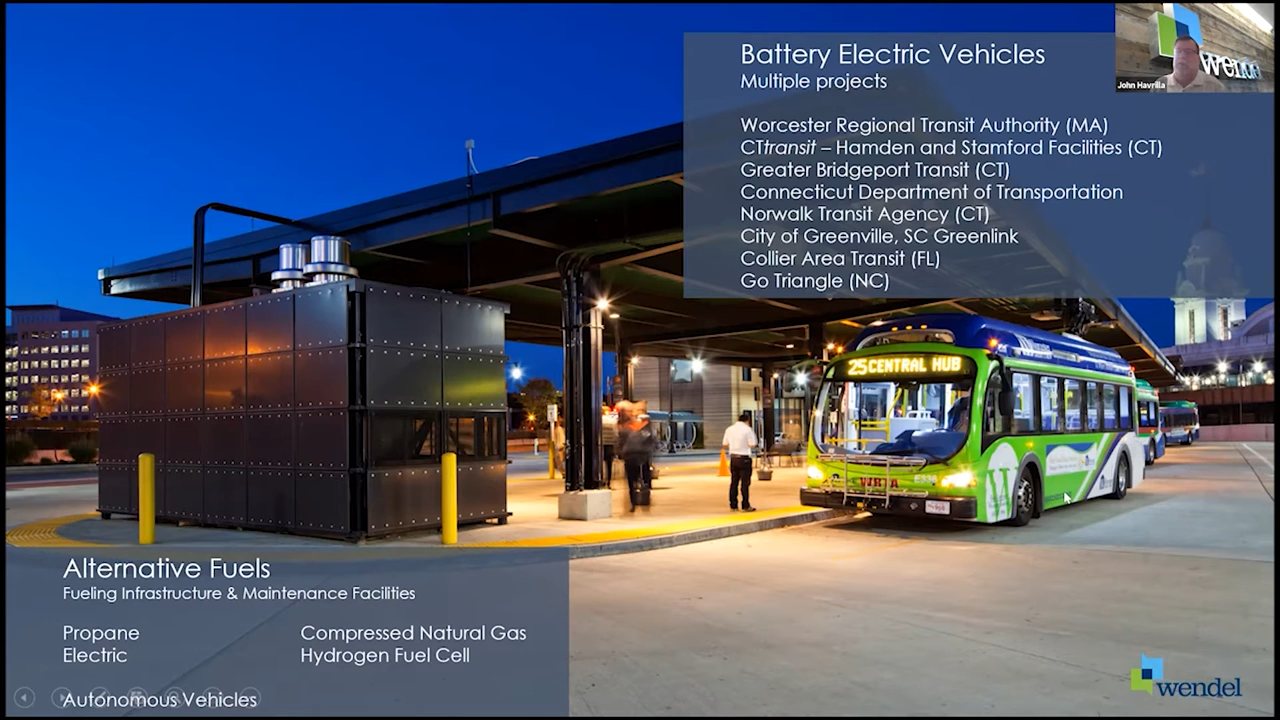 Battery Electric Vehicles
Multiple projects
Worcester Regional Transit Authority (MA)
CTtransit – Hamden and Stamford Facilities (CT)
Greater Bridgeport Transit (CT)
Connecticut Department of Transportation
Norwalk Transit Agency (CT)
City of Greenville, SC Greenlink
Collier Area Transit (FL)
Go Triangle (NC)
wendel
John Havrilla
25 CENTRAL HUB
WRTA
W
Alternative Fuels
Fueling Infrastructure & Maintenance Facilities
Propane
Compressed Natural Gas
Electric
Hydrogen Fuel Cell
Autonomous Vehicles
wendel